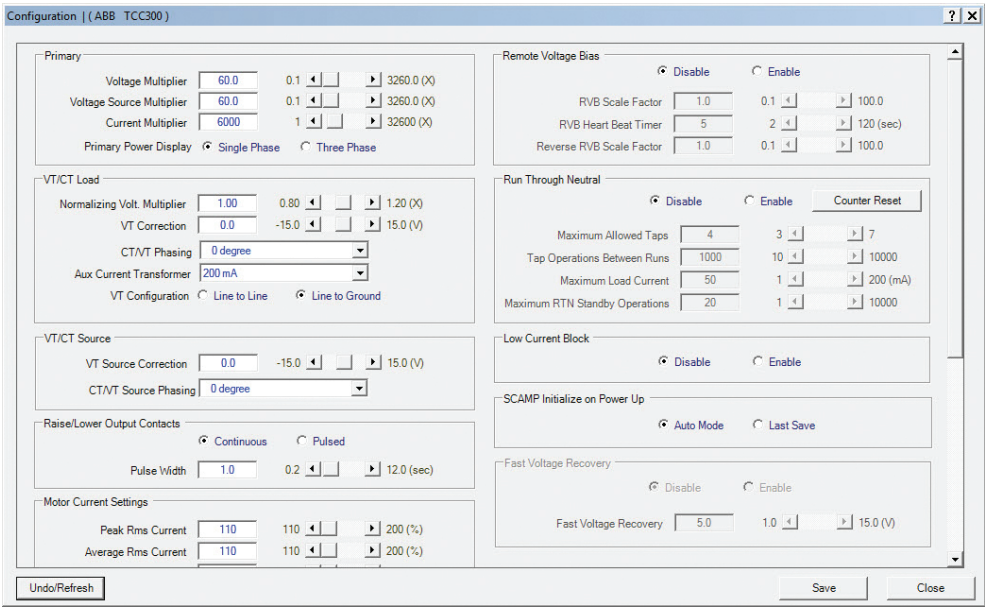 Configuration | ( ABB TCC300 )
Primary
Voltage Multiplier 60.0 0.1 3260.0 (X)
Voltage Source Multiplier 60.0 0.1 3260.0 (X)
Current Multiplier 6000 1 32600 (X)
Primary Power Display Single Phase Three Phase
VT/CT Load
Normalizing Volt. Multiplier 1.00 0.80 1.20 (X)
VT Correction 0.0 -15.0 15.0 (V)
CT/VT Phasing 0 degree
Aux Current Transformer 200 mA
VT Configuration Line to Line Line to Ground
VT/CT Source
VT Source Correction 0.0 -15.0 15.0 (V)
CT/VT Source Phasing 0 degree
Raise/Lower Output Contacts
Continuous Pulsed
Pulse Width 1.0 0.2 12.0 (sec)
Motor Current Settings
Peak Rms Current 110 110 200 (%)
Average Rms Current 110 110 200 (%)
Remote Voltage Bias
Disable Enable
RVB Scale Factor 1.0 0.1 100.0
RVB Heart Beat Timer 5 2 120 (sec)
Reverse RVB Scale Factor 1.0 0.1 100.0
Run Through Neutral
Disable Enable Counter Reset
Maximum Allowed Taps 4 3 7
Tap Operations Between Runs 1000 10 10000
Maximum Load Current 50 1 200 (mA)
Maximum RTN Standby Operations 20 1 10000
Low Current Block
Disable Enable
SCAMP Initialize on Power Up
Auto Mode Last Save
Fast Voltage Recovery
Disable Enable
Fast Voltage Recovery 5.0 1.0 15.0 (V)
Undo/Refresh Save Close